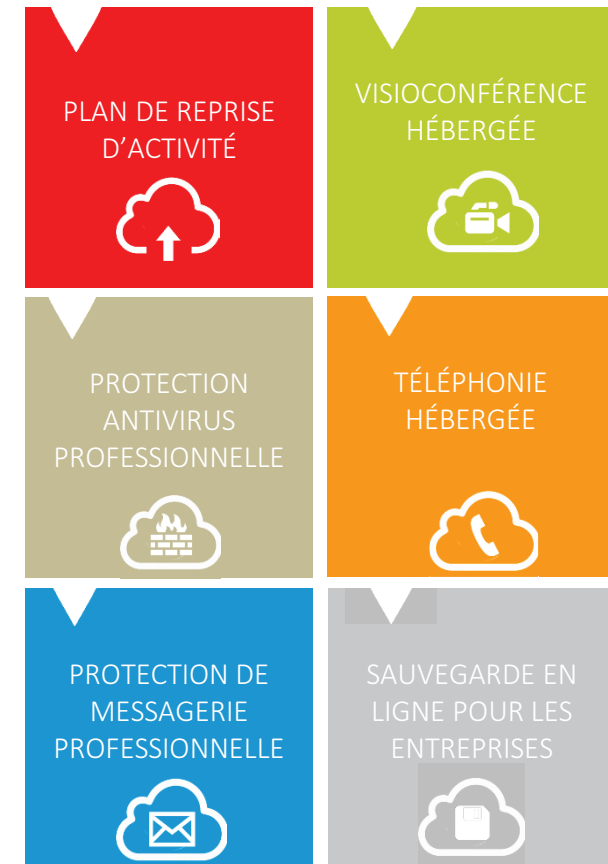 PLAN DE REPRISE
D’ACTIVITÉ
VISIOCONFÉRENCE
HÉBERGÉE
PROTECTION
ANTIVIRUS
PROFESSIONNELLE
TÉLÉPHONIE
HÉBERGÉE
PROTECTION DE
MESSAGERIE
PROFESSIONNELLE
SAUVEGARDE EN
LIGNE POUR LES
ENTREPRISES